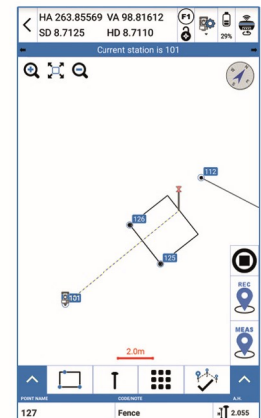 HA 263.85569 VA 98.81612
SD 8.7125 HD 8.7110
F1
29%
Current station is 101
112
126
125
101
2.0m
REC
MEAS
POINT NAME CODE/NOTE A.H.
127 Fence 2.055